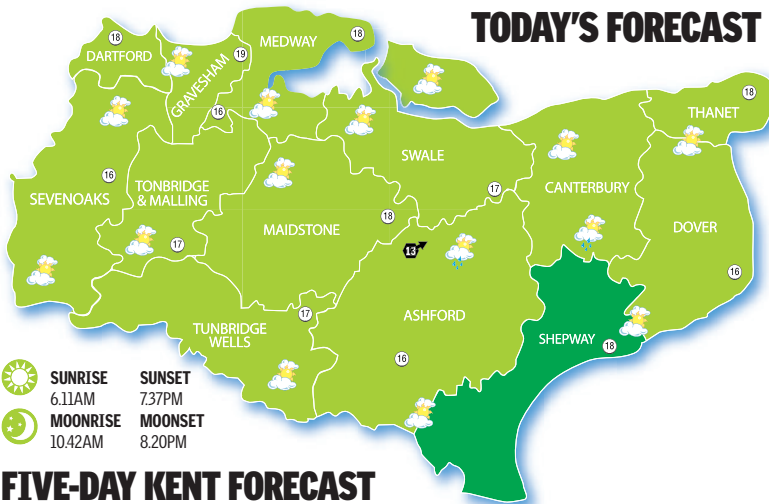 TODAY'S FORECAST
18
DARTFORD
GRAVESHAM
19
MEDWAY
18
16
THANET
18
SWALE
17
16
SEVENOAKS
TONBRIDGE
& MALLING
17
MAIDSTONE
18
CANTERBURY
DOVER
16
13
ASHFORD
16
TUNBRIDGE
WELLS
17
SHEPWAY
18
SUNRISE
6.11AM
SUNSET
7.37PM
MOONRISE
10.42AM
MOONSET
8.20PM
FIVE-DAY KENT FORECAST